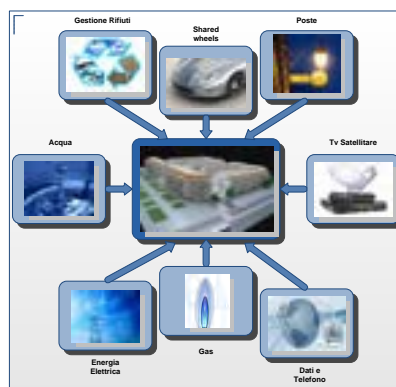 Gestione Rifiuti
Shared
wheels
Poste
Acqua
Tv Satellitare
Energia
Elettrica
Gas
Dati e
Telefono